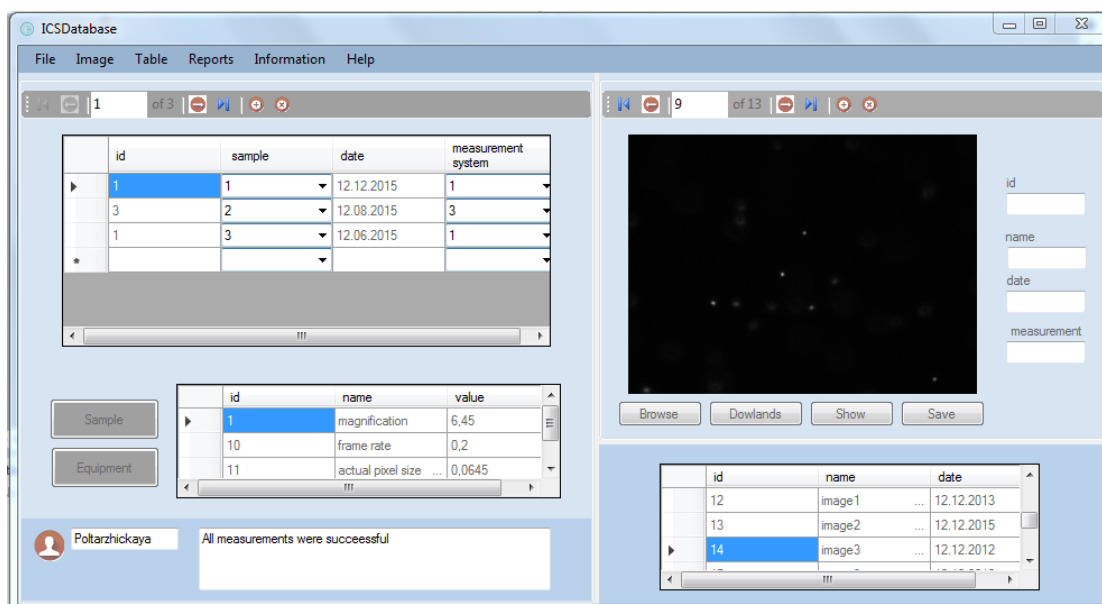 ICSDatabase
File Image Table Reports Information Help
1 of 3
id sample date measurement system
1 1 12.12.2015 1
3 2 12.08.2015 3
1 3 12.06.2015 1
id name value
1 magnification 6,45
10 frame rate 0,2
11 actual pixel size ... 0,0645
Sample
Equipment
Poltarzhickaya All measurements were succeessful
9 of 13
id
name
date
measurement
Browse Dowlands Show Save
id name date
12 image1 ... 12.12.2013
13 image2 ... 12.12.2015
14 image3 ... 12.12.2012